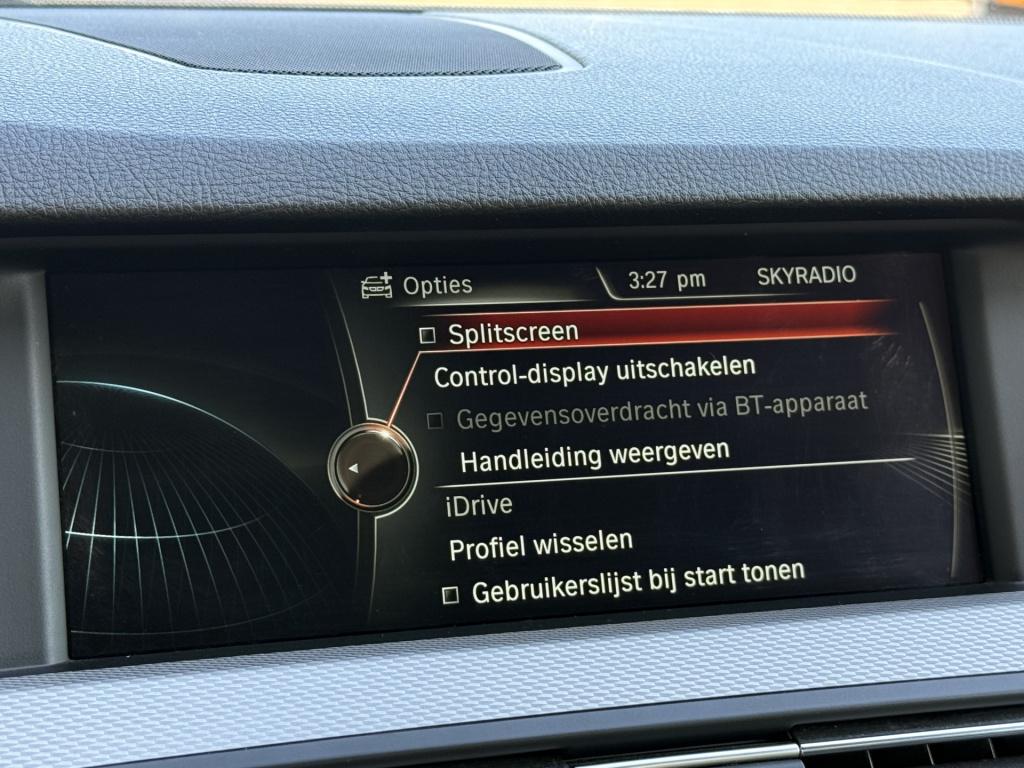 Opties
3:27 pm
SKYRADIO
Splitscreen
Control-display uitschakelen
Gegevensoverdracht via BT-apparaat
Handleiding weergeven
iDrive
Profiel wisselen
Gebruikerslijst bij start tonen